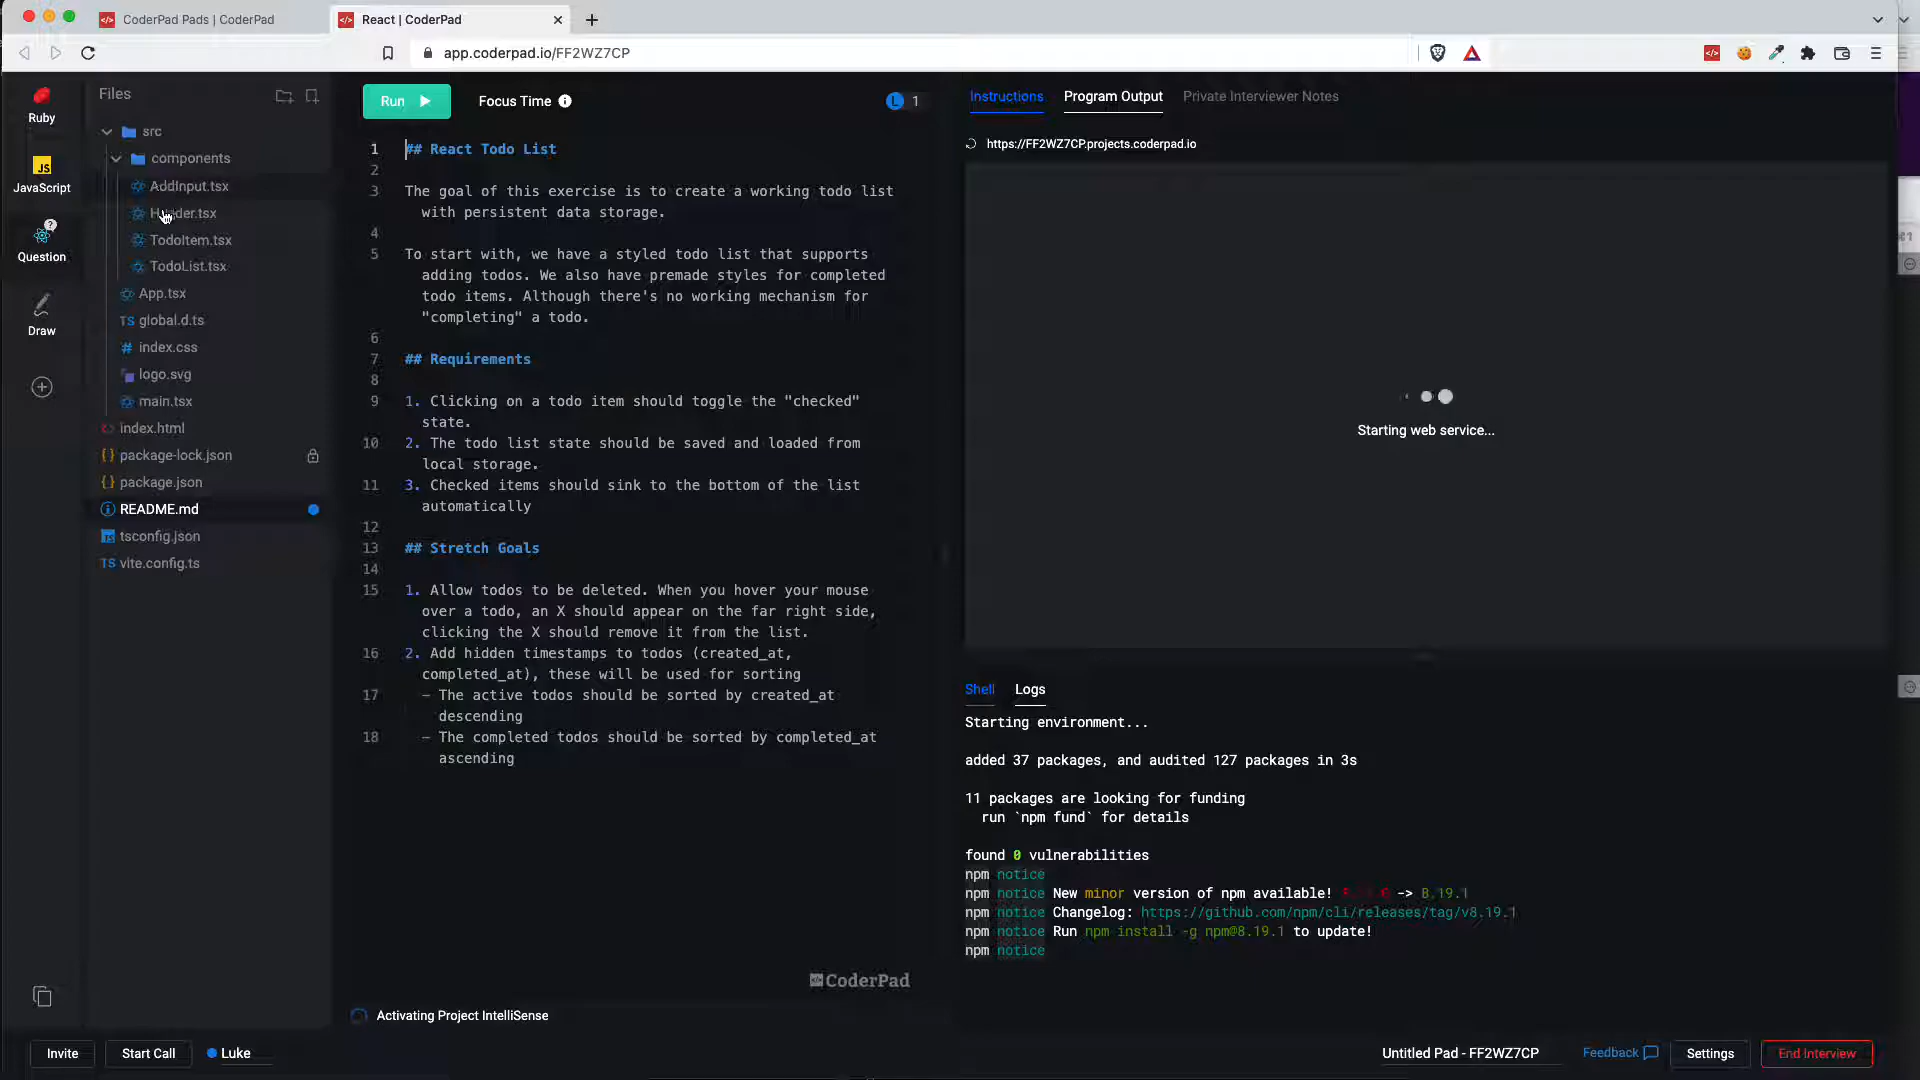 CoderPad Pads | CoderPad
React | CoderPad
app.coderpad.io/FF2WZ7CP
Ruby
JS
JavaScript
Question
Draw
Files
src
components
AddInput.tsx
TodoItem.tsx
TodoList.tsx
App.tsx
TS global.d.ts
# index.css
logo.svg
main.tsx
index.html
{} package-lock.json
{} package.json
README.md
tsconfig.json
TS vite.config.ts
Run
Focus Time
L 1
1 ## React Todo List
2
3 The goal of this exercise is to create a working todo list
with persistent data storage.
4
5 To start with, we have a styled todo list that supports
adding todos. We also have premade styles for completed
todo items. Although there's no working mechanism for
"completing" a todo.
6
7 ## Requirements
8
9 1. Clicking on a todo item should toggle the "checked"
state.
10 2. The todo list state should be saved and loaded from
local storage.
11 3. Checked items should sink to the bottom of the list
automatically
12
13 ## Stretch Goals
14
15 1. Allow todos to be deleted. When you hover your mouse
over a todo, an X should appear on the far right side,
clicking the X should remove it from the list.
16 2. Add hidden timestamps to todos (created_at,
completed_at), these will be used for sorting
17 - The active todos should be sorted by created_at
descending
18 - The completed todos should be sorted by completed_at
ascending
CoderPad
Activating Project IntelliSense
Instructions
Program Output
Private Interviewer Notes
https://FF2WZ7CP.projects.coderpad.io
Starting web service...
Shell
Logs
Starting environment...
added 37 packages, and audited 127 packages in 3s
11 packages are looking for funding
run `npm fund` for details
found 0 vulnerabilities
npm notice
npm notice New minor version of npm available! -> 8.19.1
npm notice Changelog: https://github.com/npm/cli/releases/tag/v8.19.1
npm notice Run npm install -g npm@8.19.1 to update!
npm notice
Invite
Start Call
Luke
Untitled Pad - FF2WZ7CP
Feedback
Settings
End Interview